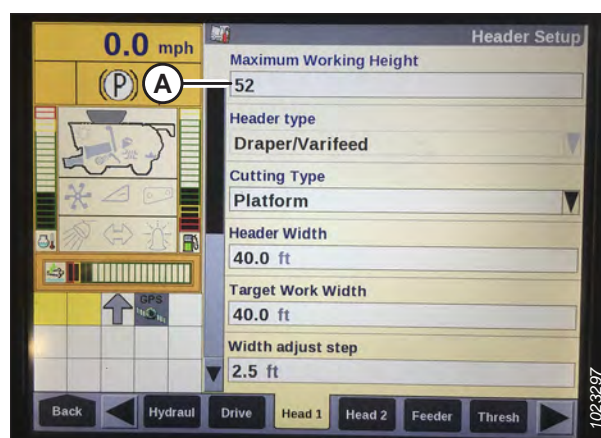 0.0 mph
(P)
A
Header Setup
Maximum Working Height
52
Header type
Draper/Varifeed
Cutting Type
Platform
Header Width
40.0 ft
Target Work Width
40.0 ft
Width adjust step
2.5 ft
GPS
Back
Hydraul
Drive
Head 1
Head 2
Feeder
Thresh
1023297